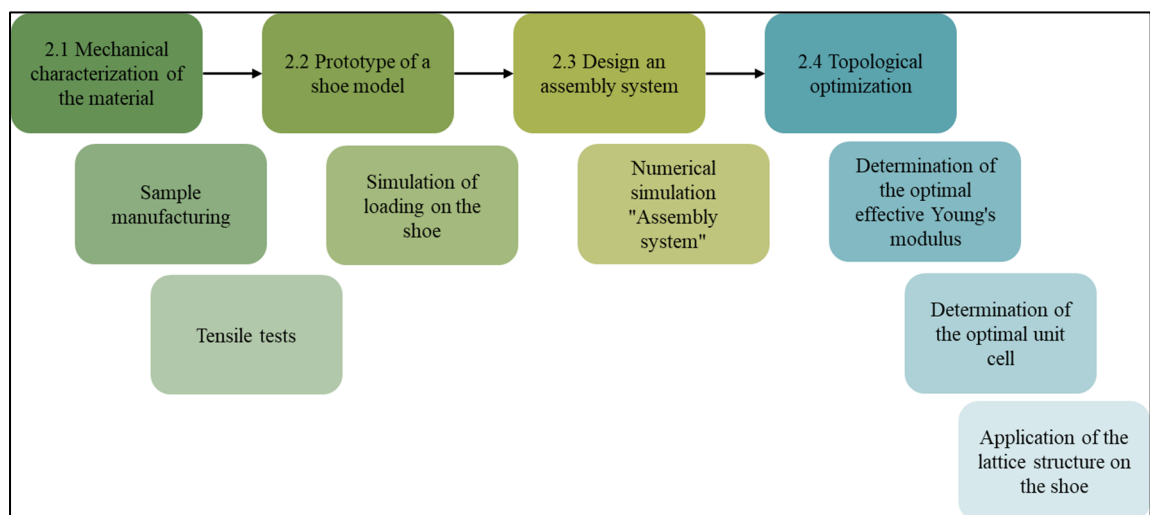 2.1 Mechanical
characterization of
the material
2.2 Prototype of a
shoe model
2.3 Design an
assembly system
2.4 Topological
optimization
Sample
manufacturing
Simulation of
loading on the
shoe
Numerical
simulation
"Assembly
system"
Determination of
the optimal
effective Young's
modulus
Tensile tests
Determination of
the optimal unit
cell
Application of the
lattice structure on
the shoe